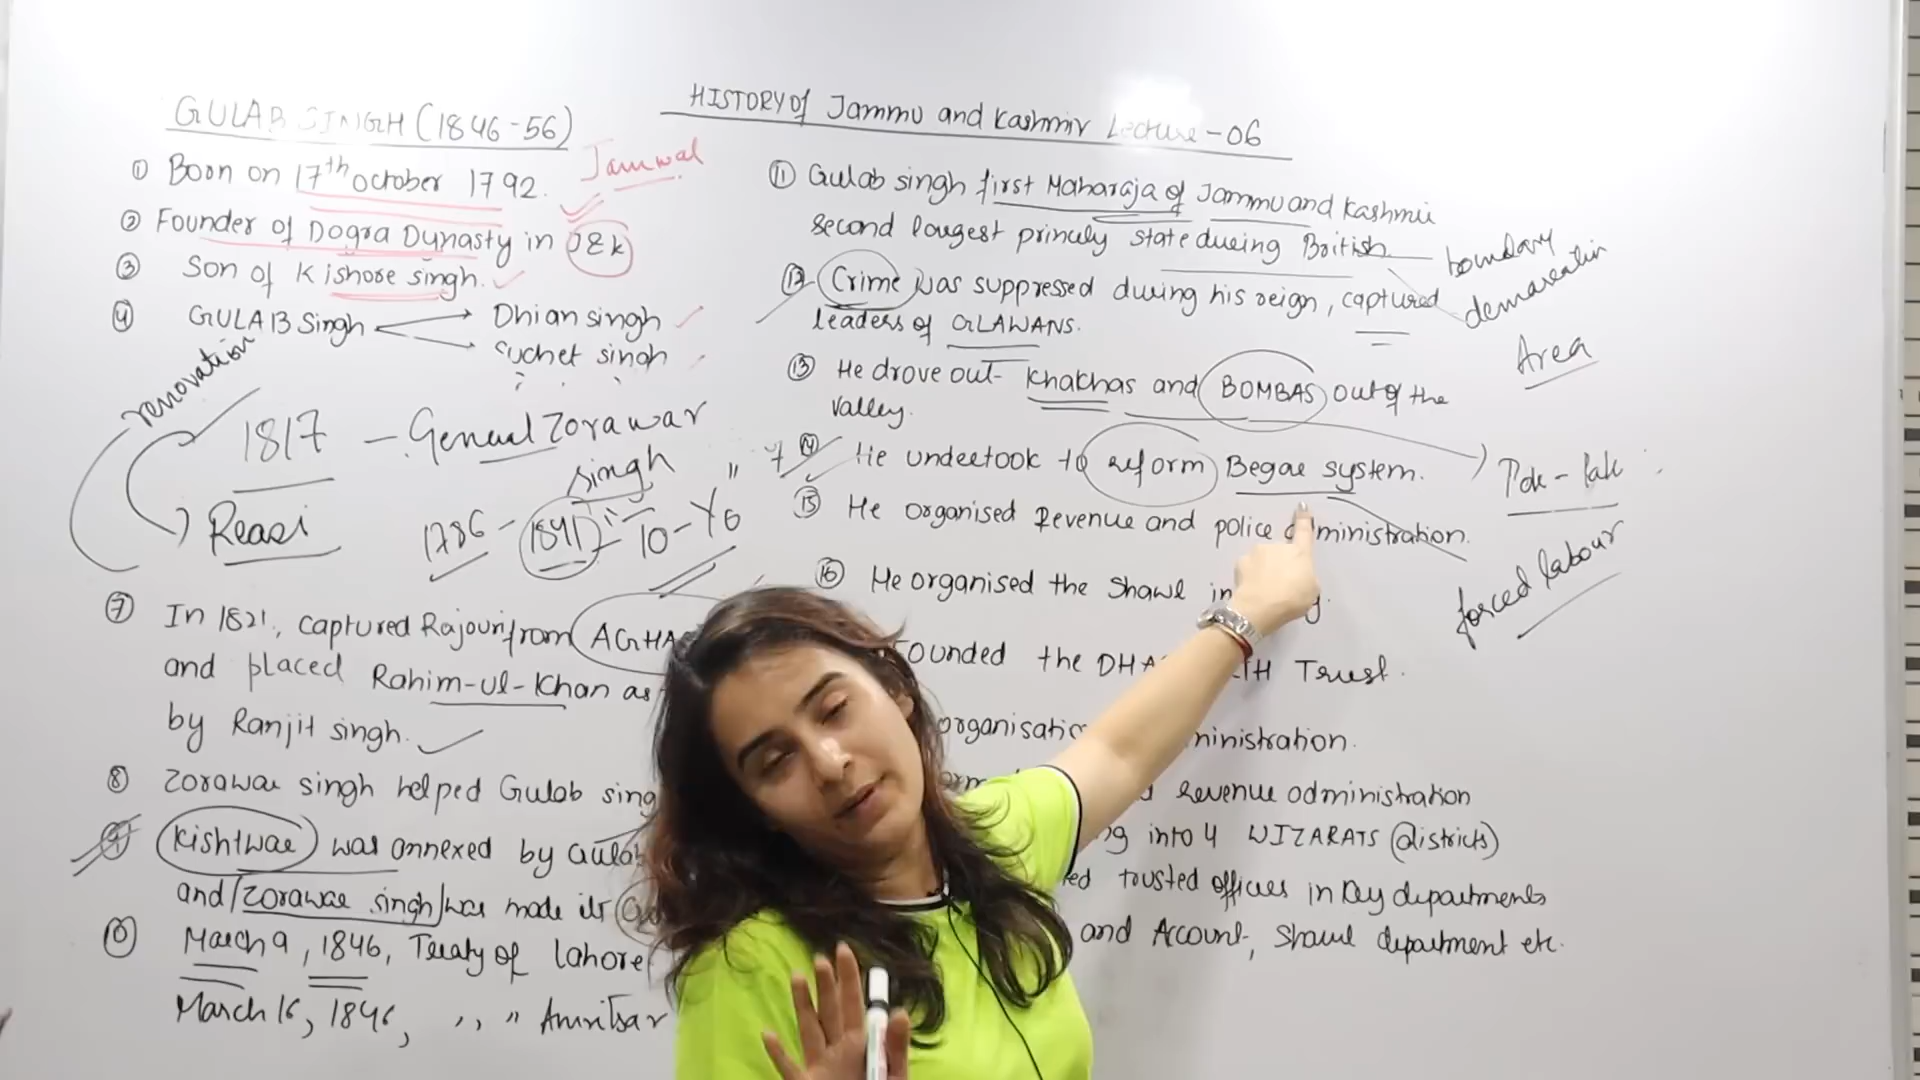 HISTORY of Jammu and Kashmir Lecture - 06
GULAB SINGH (1846-56)
① Born on 17th october 1792.
Jamwal
② Founder of Dogra Dynasty in J&k
③ Son of Kishore singh.
④ GULAB Singh
Dhian singh
Suchet singh
renovation
1817 - General Zorawar
singh
Reasi
1786 - 1841 - 10-Y6
⑦ In 1821, captured Rajouri from AGHA
and placed Rahim-ul-Khan as
by Ranjit singh.
⑧ Zorawar singh helped Gulab sing
⑨ Kishtwar was annexed by Gulab
and Zorawar singh was made its
⑩ March 9, 1846, Treaty of Lahore
March 16, 1846, ,, " Amritsar
⑪ Gulab singh first Maharaja of Jammu and Kashmir
second largest princely state during British
boundary
demarcation
Area
⑫ Crime was suppressed during his reign, captured
leaders of GLAWANS.
⑬ He drove out Khakhas and BOMBAS out of the
valley.
⑭ He undertook to reform Begar system.
forced labour
⑮ He organised Revenue and police administration.
⑯ He organised the Shawl in
ounded the DHA TH Trust.
organisatio ministration.
revenue administration
ng into 4 WIZARATS (districts)
ed trusted offices in key departments
and Account, Shawl department etc.